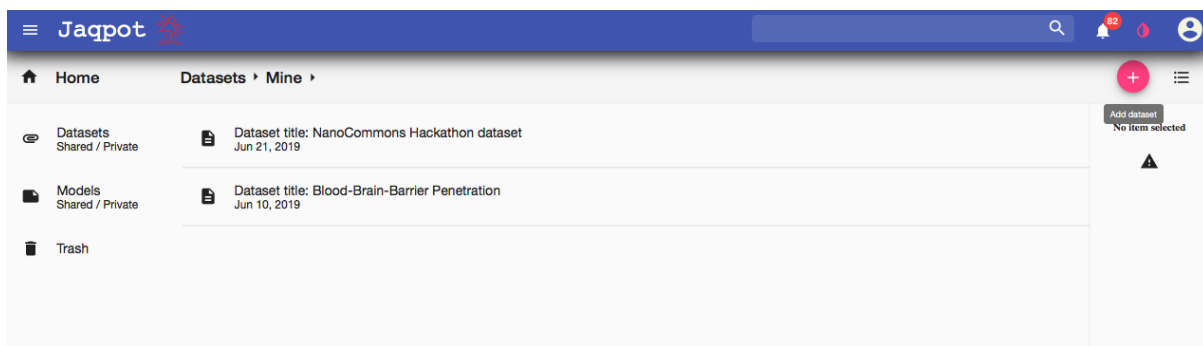 Jaqpot
82
Home
Datasets ‣ Mine ‣
Add dataset
No item selected
Datasets
Shared / Private
Models
Shared / Private
Trash
Dataset title: NanoCommons Hackathon dataset
Jun 21, 2019
Dataset title: Blood-Brain-Barrier Penetration
Jun 10, 2019